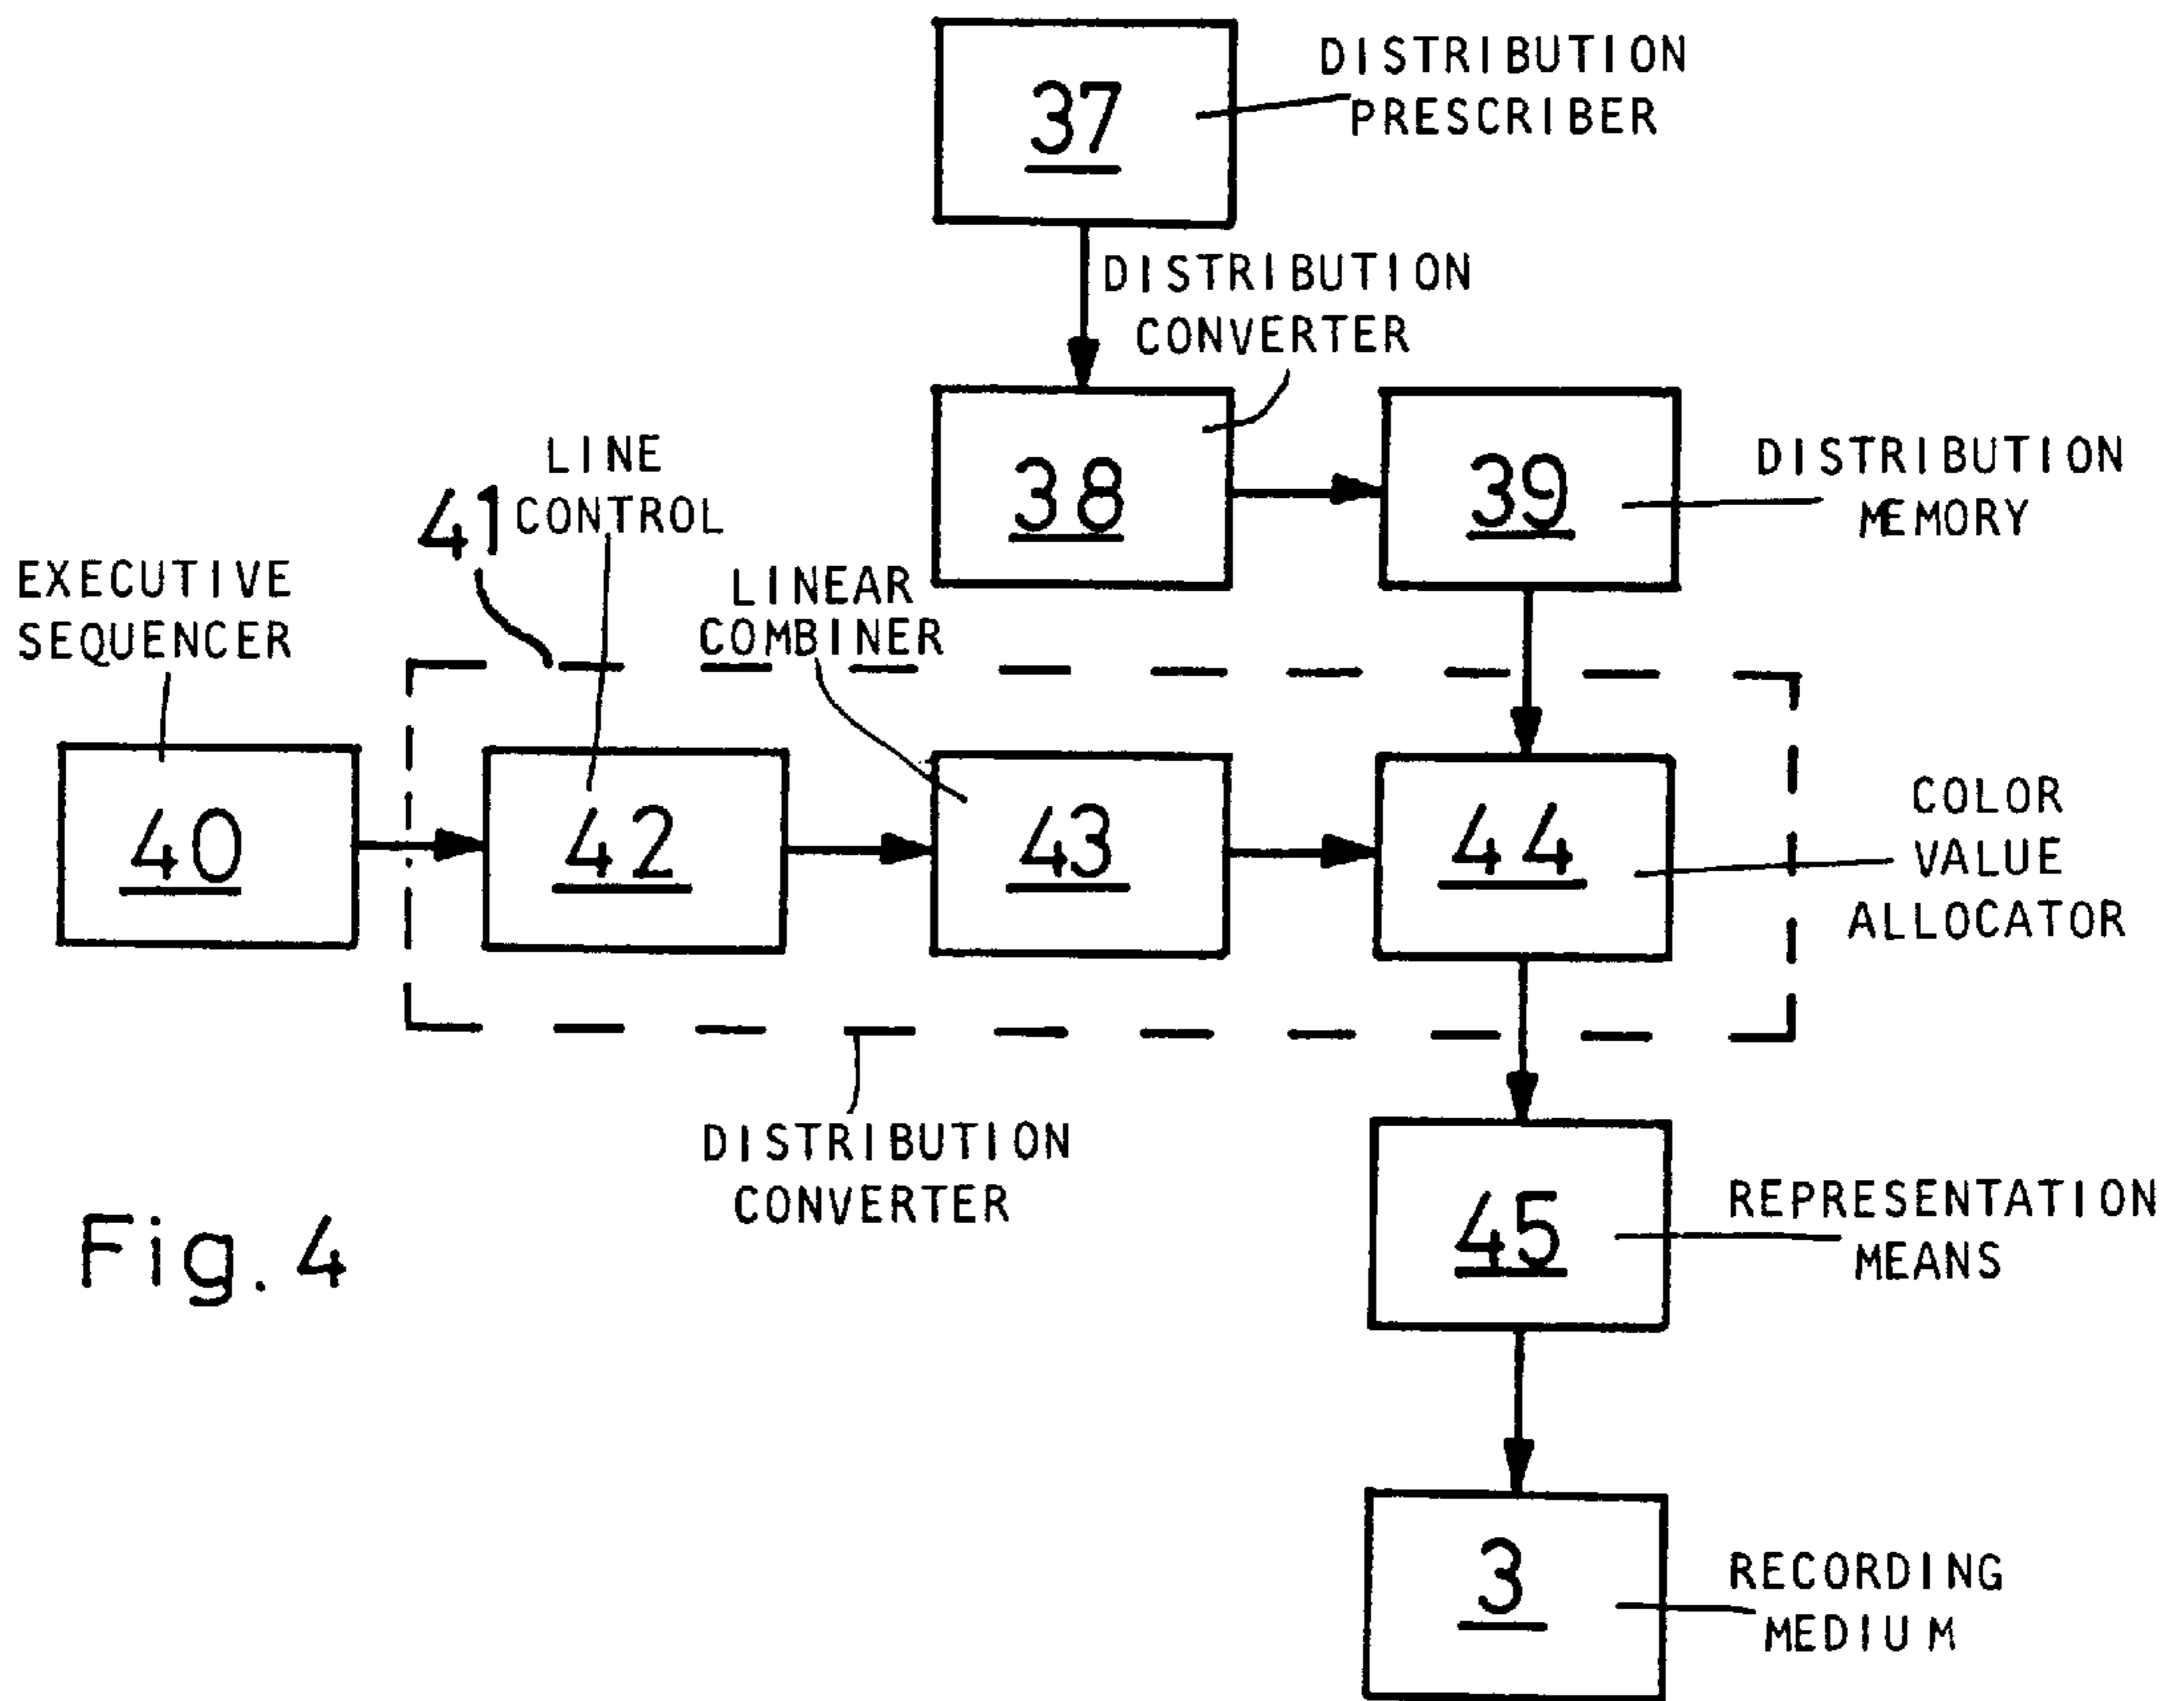 37
DISTRIBUTION
PRESCRIBER
DISTRIBUTION
CONVERTER
38
39
DISTRIBUTION
MEMORY
LINE
CONTROL
41
LINEAR
COMBINER
EXECUTIVE
SEQUENCER
40
42
43
44
COLOR
VALUE
ALLOCATOR
DISTRIBUTION
CONVERTER
45
REPRESENTATION
MEANS
Fig. 4
3
RECORDING
MEDIUM